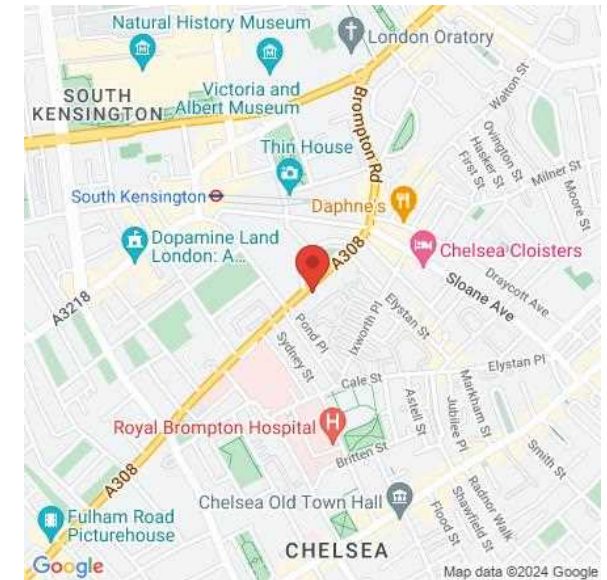 Natural History Museum
London Oratory
SOUTH
KENSINGTON
Victoria and
Albert Museum
Brompton Rd
Walton St
Ovington St
Hasker St
First St
Milner St
Moore St
Thin House
South Kensington
Daphne's
Dopamine Land
London: A...
A308
Chelsea Cloisters
Sloane Ave
Draycott Ave
A3218
Pond Pl
Ixworth Pl
Elystan St
Sydney St
Elystan Pl
Cale St
Markham St
Jubilee Pl
Astell St
Smith St
Royal Brompton Hospital
H
Britten St
A308
Chelsea Old Town Hall
Radnor Walk
Shawfield St
Flood St
Fulham Road
Picturehouse
CHELSEA
Google
Map data ©2024 Google